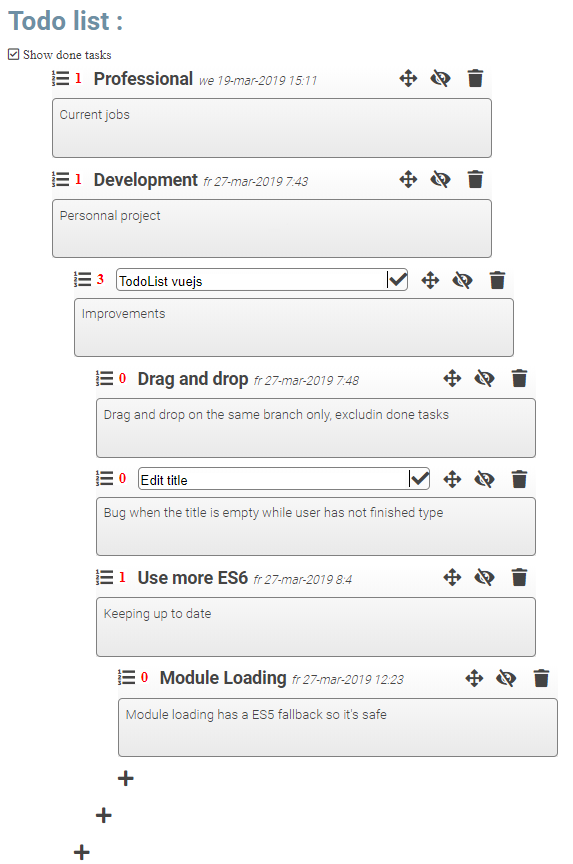 Todo list :
Show done tasks
1 Professional we 19-mar-2019 15:11
Current jobs
1 Development fr 27-mar-2019 7:43
Personnal project
3 TodoList vuejs
Improvements
0 Drag and drop fr 27-mar-2019 7:48
Drag and drop on the same branch only, excludin done tasks
0 Edit title
Bug when the title is empty while user has not finished type
1 Use more ES6 fr 27-mar-2019 8:4
Keeping up to date
0 Module Loading fr 27-mar-2019 12:23
Module loading has a ES5 fallback so it's safe